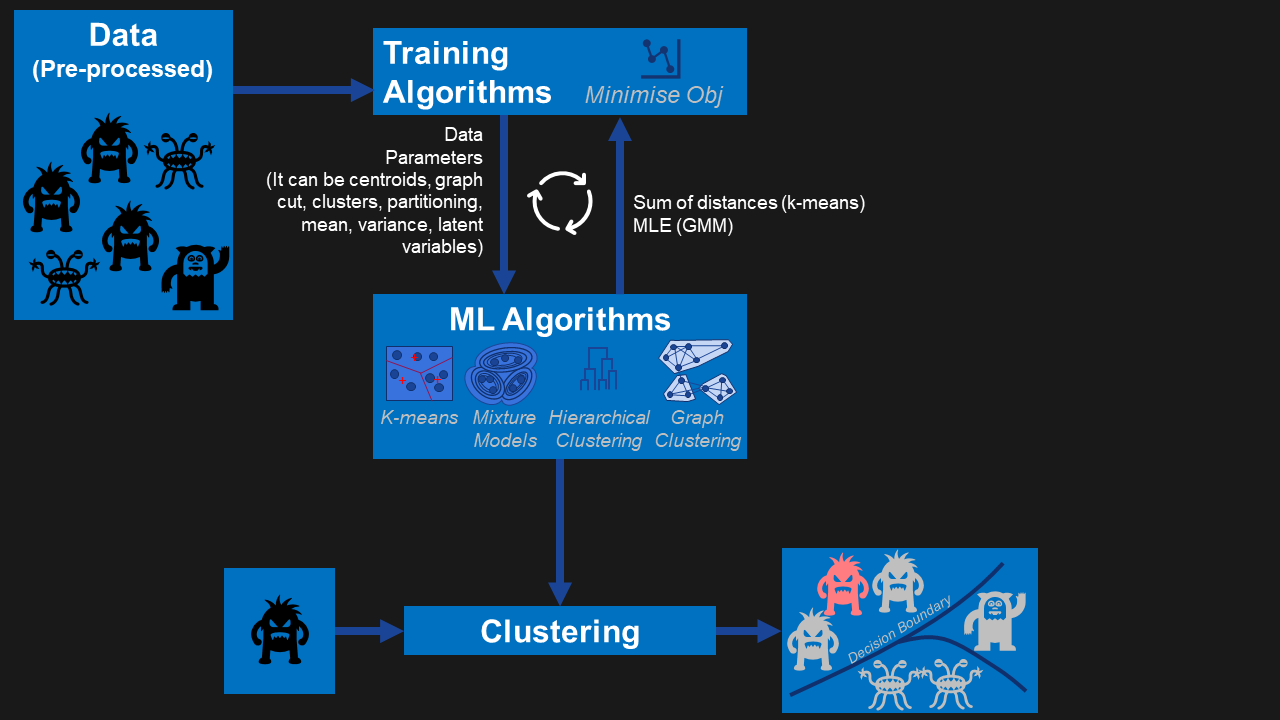 Data
(Pre-processed)
Training
Algorithms
Minimise Obj
Data
Parameters
(It can be centroids, graph
cut, clusters, partitioning,
mean, variance, latent
variables)
Sum of distances (k-means)
MLE (GMM)
ML Algorithms
K-means
Mixture
Models
Hierarchical
Clustering
Graph
Clustering
Clustering
Decision Boundary